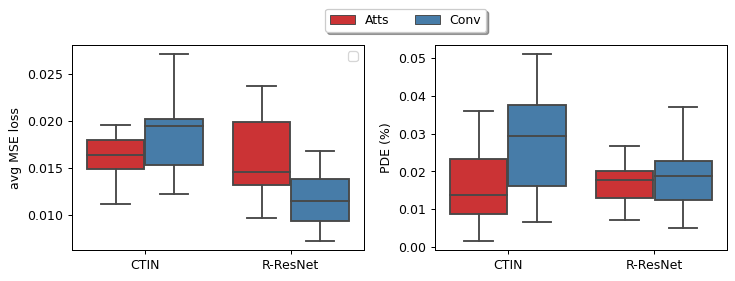 Atts Conv
avg MSE loss
0.025
0.020
0.015
0.010
CTIN R-ResNet
PDE (%)
0.05
0.04
0.03
0.02
0.01
0.00
CTIN R-ResNet